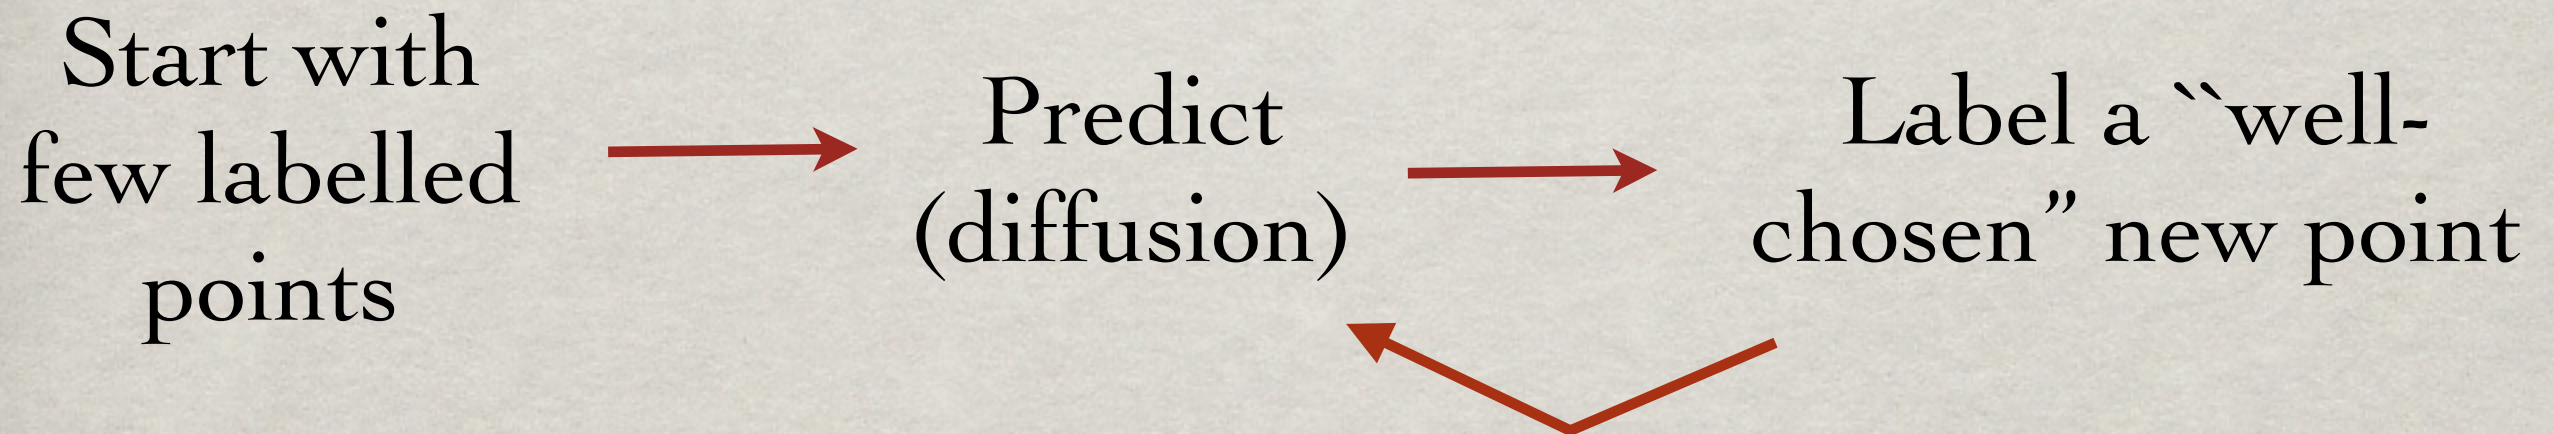 Start with
few labelled
points
Predict
(diffusion)
Label a ``well-
chosen” new point